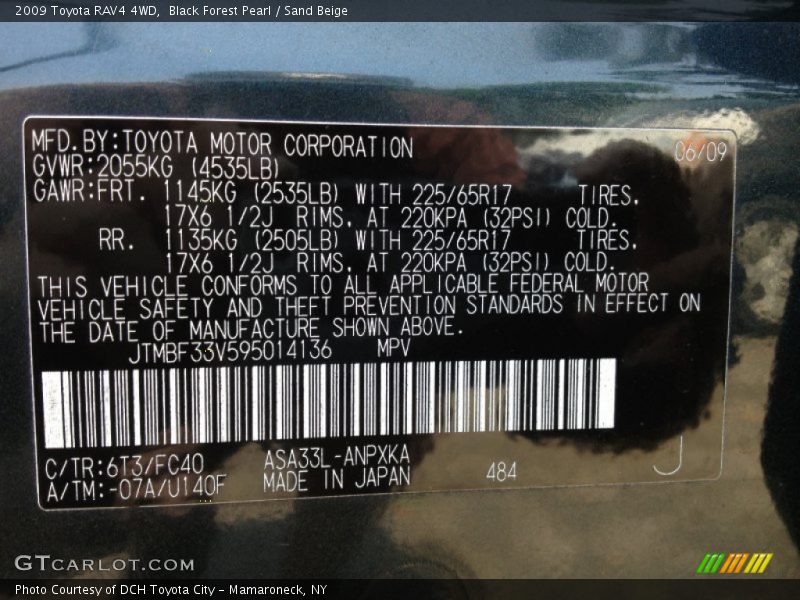 2009 Toyota RAV4 4WD, Black Forest Pearl / Sand Beige
MFD.BY:TOYOTA MOTOR CORPORATION 06/09
GVWR:2055KG (4535LB)
GAWR:FRT. 1145KG (2535LB) WITH 225/65R17 TIRES.
17X6 1/2J RIMS. AT 220KPA (32PSI) COLD.
RR. 1135KG (2505LB) WITH 225/65R17 TIRES.
17X6 1/2J RIMS. AT 220KPA (32PSI) COLD.
THIS VEHICLE CONFORMS TO ALL APPLICABLE FEDERAL MOTOR
VEHICLE SAFETY AND THEFT PREVENTION STANDARDS IN EFFECT ON
THE DATE OF MANUFACTURE SHOWN ABOVE.
JTMBF33V595014136 MPV
C/TR:6T3/FC40 ASA33L-ANPXKA
A/TM:-07A/U140F MADE IN JAPAN 484 J
GTCARLOT.COM
Photo Courtesy of DCH Toyota City - Mamaroneck, NY